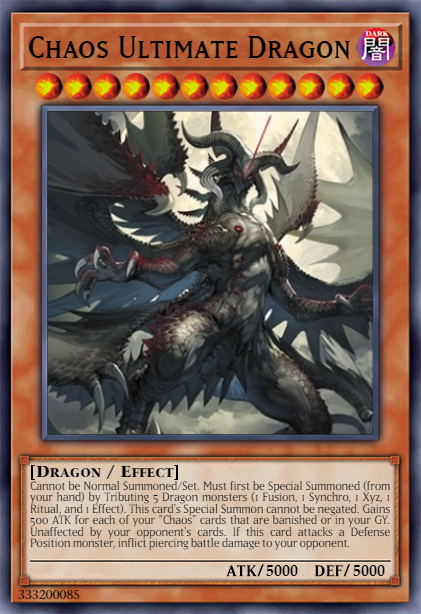 Chaos Ultimate Dragon
DARK
闇
[Dragon / Effect]
Cannot be Normal Summoned/Set. Must first be Special Summoned (from
your hand) by Tributing 5 Dragon monsters (1 Fusion, 1 Synchro, 1 Xyz, 1
Ritual, and 1 Effect). This card's Special Summon cannot be negated. Gains
500 ATK for each of your "Chaos" cards that are banished or in your GY.
Unaffected by your opponent's cards. If this card attacks a Defense
Position monster, inflict piercing battle damage to your opponent.
ATK/5000 DEF/5000
333200085